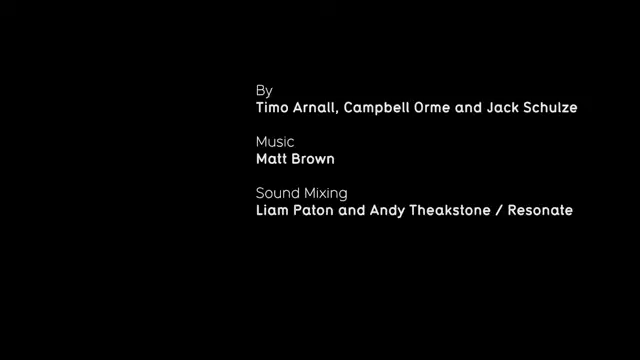 By
Timo Arnall, Campbell Orme and Jack Schulze
Music
Matt Brown
Sound Mixing
Liam Paton and Andy Theakstone / Resonate